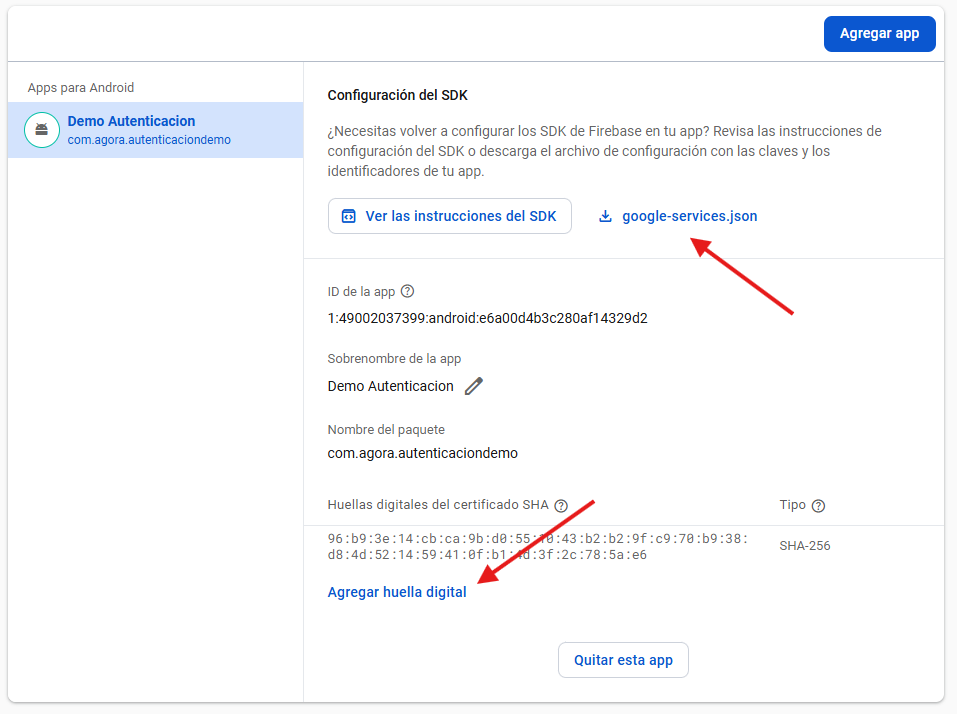 Agregar app
Apps para Android
Demo Autenticacion
com.agora.autenticaciondemo
Configuración del SDK
¿Necesitas volver a configurar los SDK de Firebase en tu app? Revisa las instrucciones de
configuración del SDK o descarga el archivo de configuración con las claves y los
identificadores de tu app.
Ver las instrucciones del SDK
google-services.json
ID de la app
1:49002037399:android:e6a00d4b3c280af14329d2
Sobrenombre de la app
Demo Autenticacion
Nombre del paquete
com.agora.autenticaciondemo
Huellas digitales del certificado SHA
Tipo
96:b9:3e:14:cb:ca:9b:d0:55:10:43:b2:b2:9f:c9:70:b9:38:
d8:4d:52:14:59:41:0f:b1:4d:3f:2c:78:5a:e6
SHA-256
Agregar huella digital
Quitar esta app